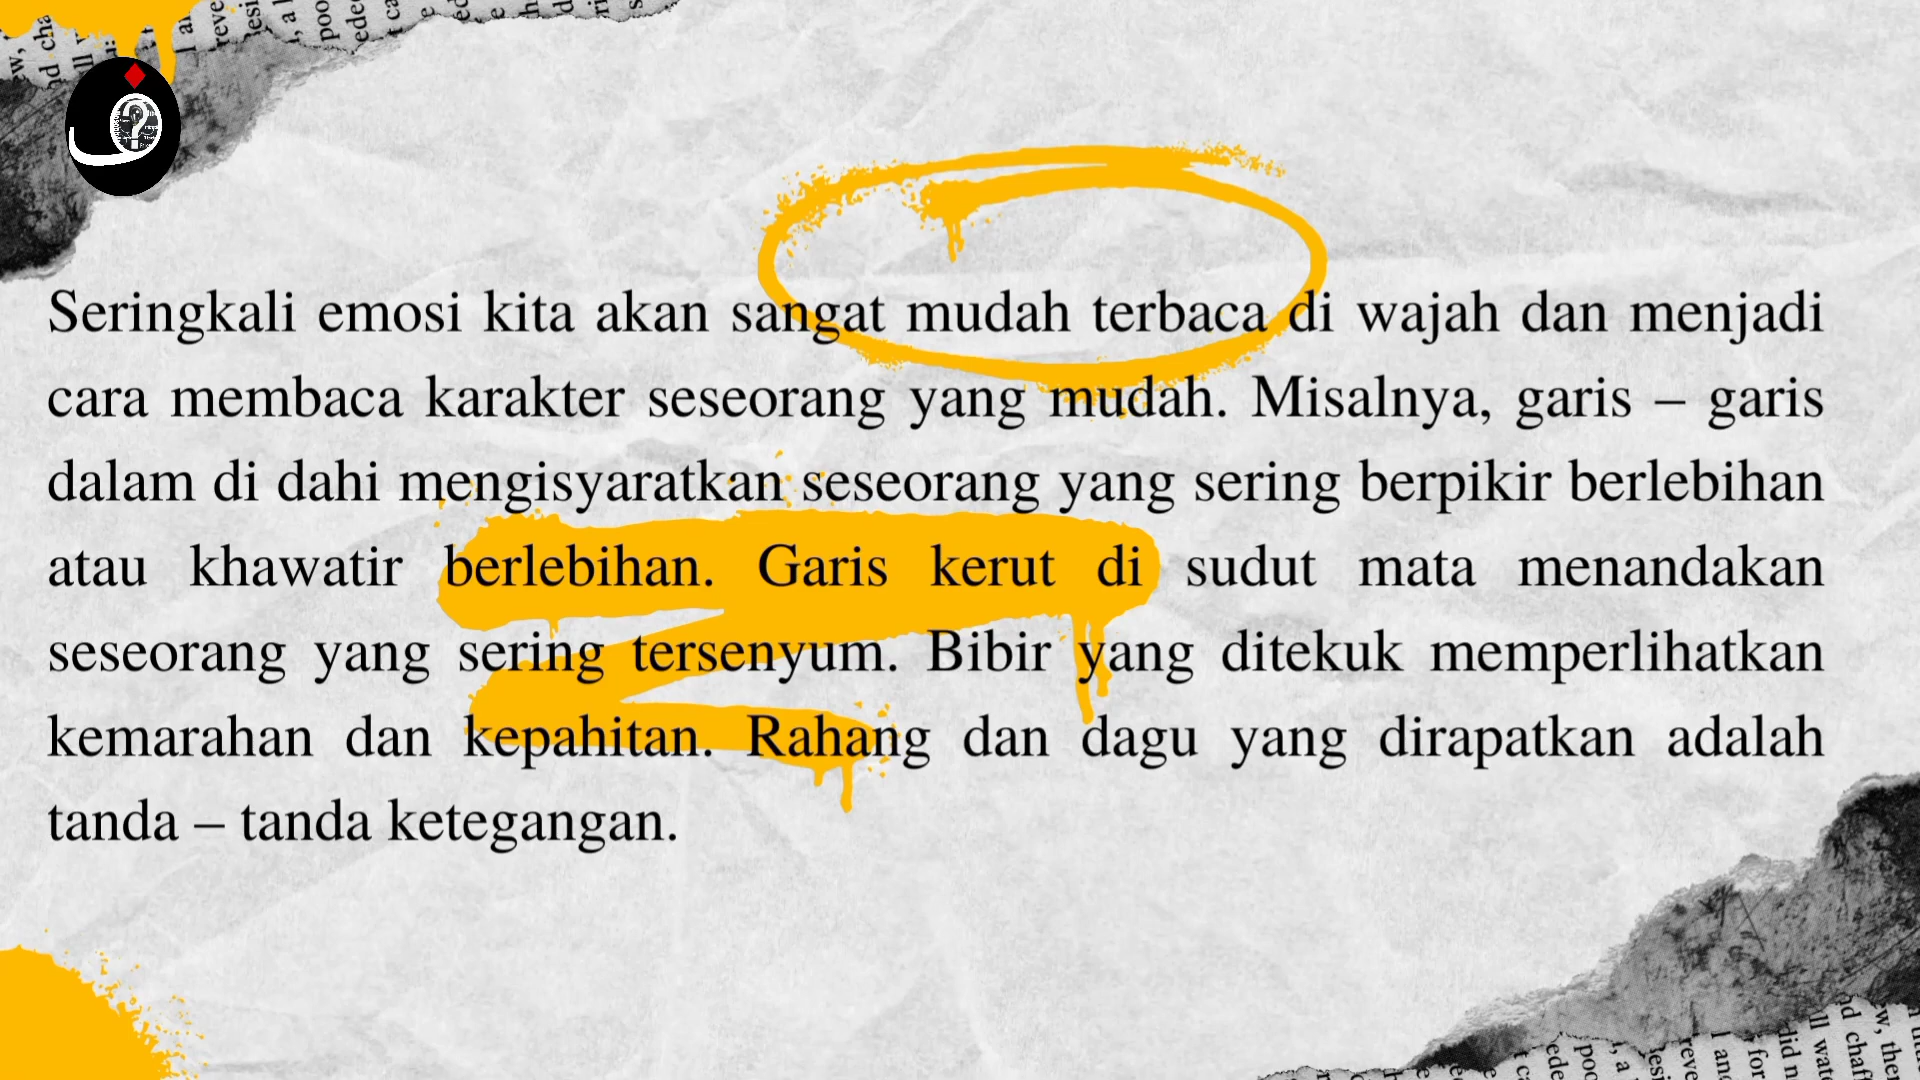 Seringkali emosi kita akan sangat mudah terbaca di wajah dan menjadi
cara membaca karakter seseorang yang mudah. Misalnya, garis – garis
dalam di dahi mengisyaratkan seseorang yang sering berpikir berlebihan
atau khawatir berlebihan. Garis kerut di sudut mata menandakan
seseorang yang sering tersenyum. Bibir yang ditekuk memperlihatkan
kemarahan dan kepahitan. Rahang dan dagu yang dirapatkan adalah
tanda – tanda ketegangan.